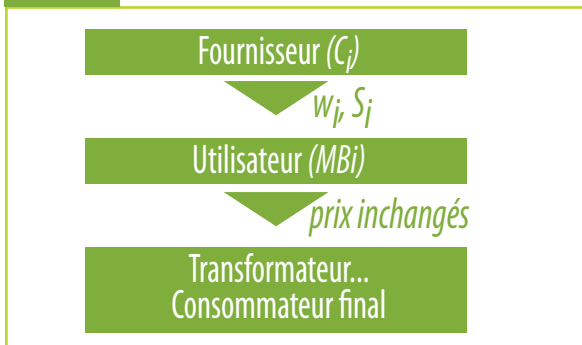 Fournisseur (Cj)
wj, Sj
Utilisateur (MBi)
prix inchangés
Transformateur...
Consommateur final